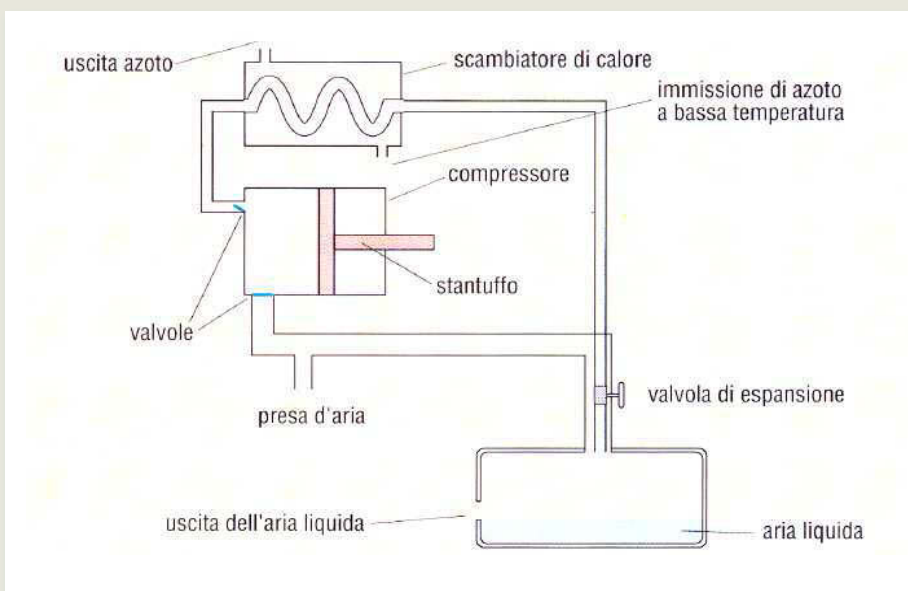 uscita azoto
scambiatore di calore
immissione di azoto
a bassa temperatura
compressore
stantuffo
valvole
presa d'aria
valvola di espansione
uscita dell'aria liquida
aria liquida